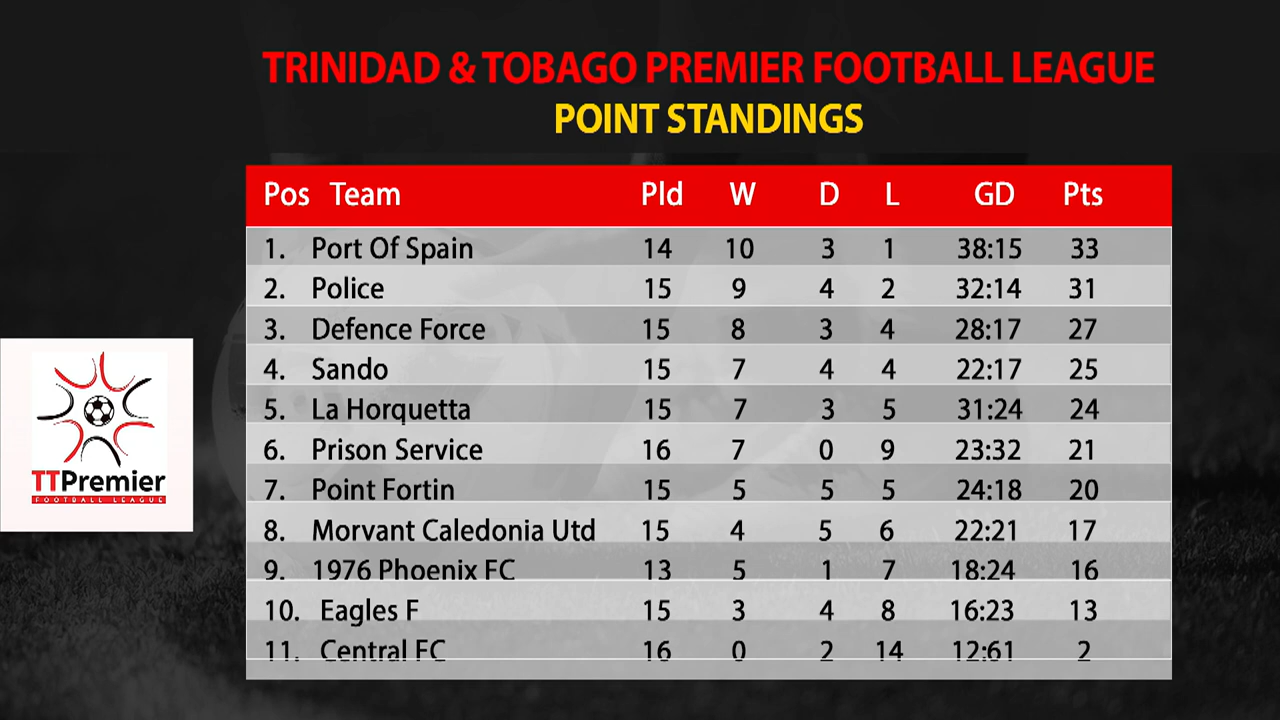 TRINIDAD & TOBAGO PREMIER FOOTBALL LEAGUE
POINT STANDINGS
Pos Team Pld W D L GD Pts
1. Port Of Spain 14 10 3 1 38:15 33
2. Police 15 9 4 2 32:14 31
3. Defence Force 15 8 3 4 28:17 27
4. Sando 15 7 4 4 22:17 25
5. La Horquetta 15 7 3 5 31:24 24
6. Prison Service 16 7 0 9 23:32 21
7. Point Fortin 15 5 5 5 24:18 20
8. Morvant Caledonia Utd 15 4 5 6 22:21 17
9. 1976 Phoenix FC 13 5 1 7 18:24 16
10. Eagles F 15 3 4 8 16:23 13
11. Central FC 16 0 2 14 12:61 2
TTPremier
FOOTBALL LEAGUE